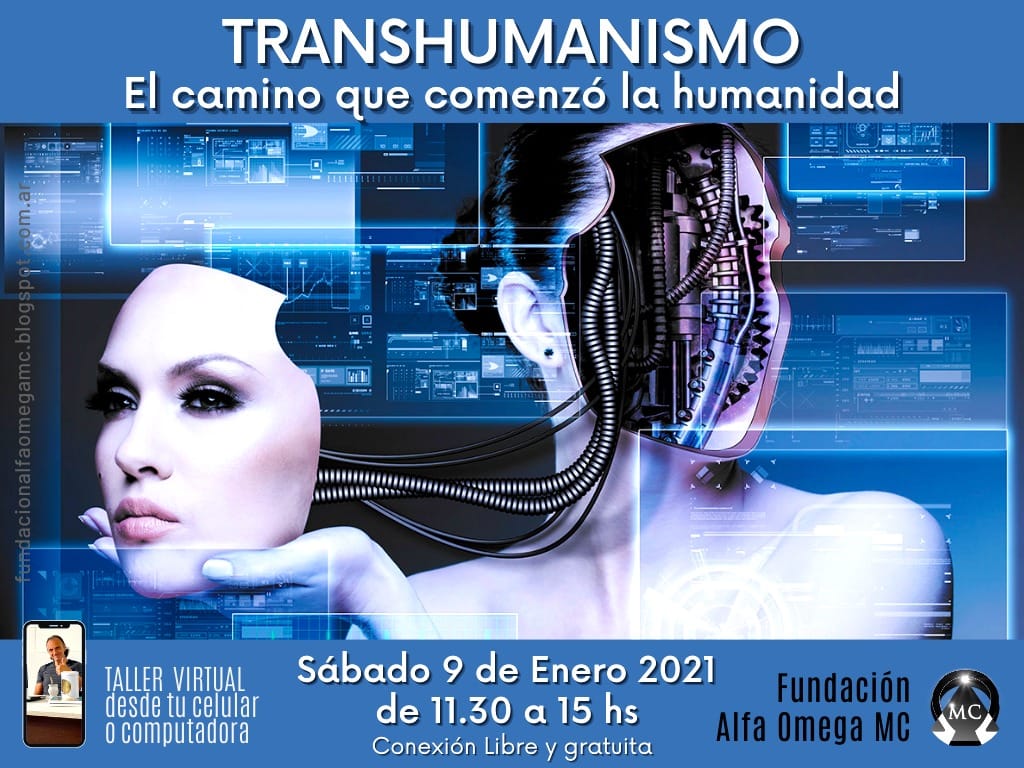 TRANSHUMANISMO
El camino que comenzó la humanidad
fundacionalfaomegamc.blogspot.com.ar
TALLER VIRTUAL
desde tu celular
o computadora
Sábado 9 de Enero 2021
de 11.30 a 15 hs
Conexión Libre y gratuita
Fundación
Alfa Omega MC
MC